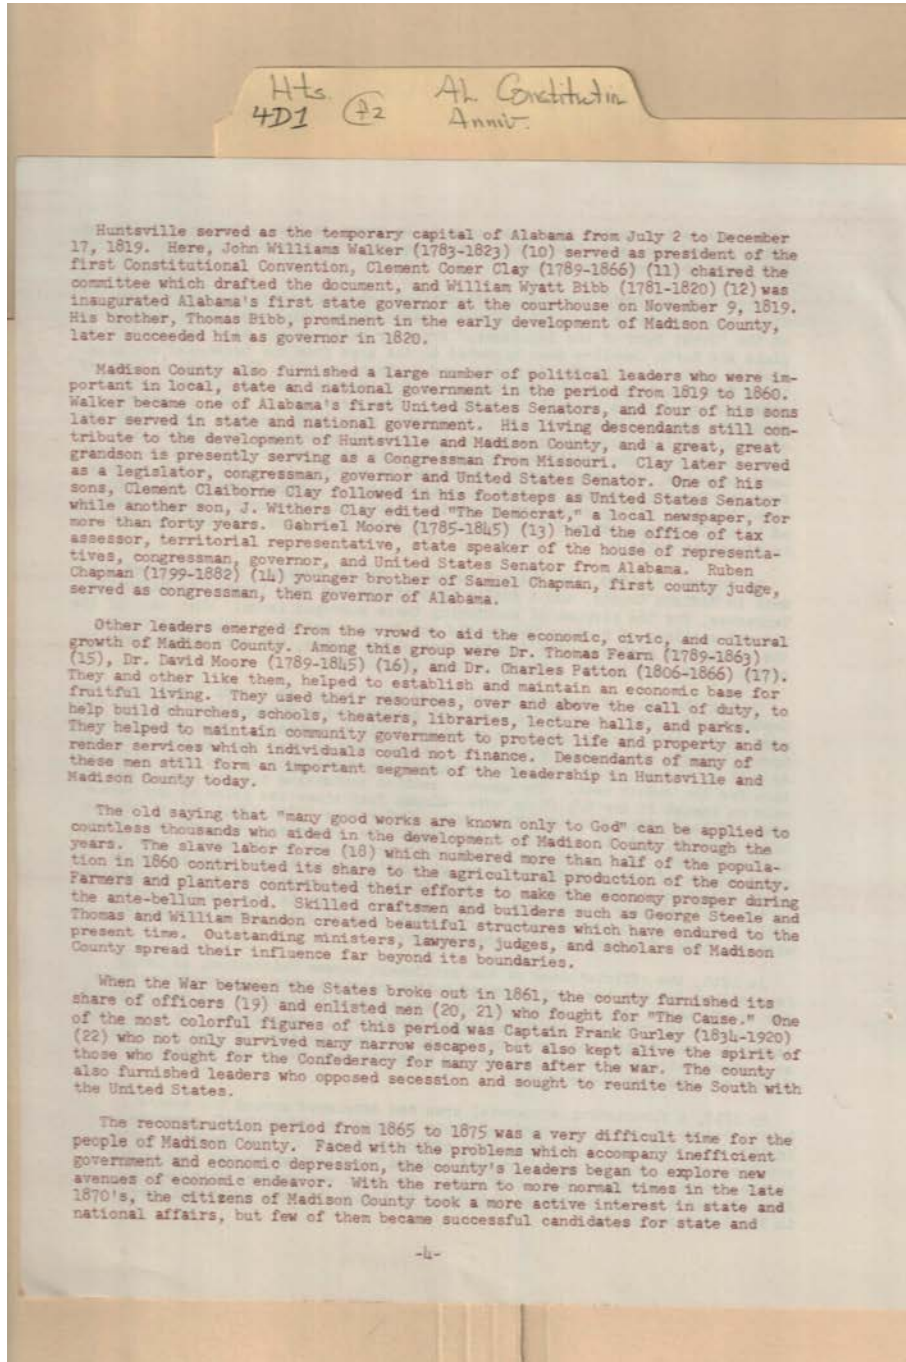 Hts. AL Constitution
4D1 A2 Anniv.
Huntsville served as the temporary capital of Alabama from July 2 to December
17, 1819. Here, John Williams Walker (1783-1823) (10) served as president of the
first Constitutional Convention, Clement Comer Clay (1789-1866) (11) chaired the
committee which drafted the document, and William Wyatt Bibb (1781-1820) (12) was
inaugurated Alabama's first state governor at the courthouse on November 9, 1819.
His brother, Thomas Bibb, prominent in the early development of Madison County,
later succeeded him as governor in 1820.
Madison County also furnished a large number of political leaders who were im-
portant in local, state and national government in the period from 1819 to 1860.
Walker became one of Alabama's first United States Senators, and four of his sons
later served in state and national government. His living descendants still con-
tribute to the development of Huntsville and Madison County, and a great, great
grandson is presently serving as a Congressman from Missouri. Clay later served
as a legislator, congressman, governor and United States Senator. One of his
sons, Clement Claiborne Clay followed in his footsteps as United States Senator
while another son, J. Withers Clay edited "The Democrat," a local newspaper, for
more than forty years. Gabriel Moore (1785-1845) (13) held the office of tax
assessor, territorial representative, state speaker of the house of representa-
tives, congressman, governor, and United States Senator from Alabama. Ruben
Chapman (1799-1882) (14) younger brother of Samuel Chapman, first county judge,
served as congressman, then governor of Alabama.
Other leaders emerged from the vrowd to aid the economic, civic, and cultural
growth of Madison County. Among this group were Dr. Thomas Fearn (1789-1863)
(15), Dr. David Moore (1789-1845) (16), and Dr. Charles Patton (1806-1866) (17).
They and other like them, helped to establish and maintain an economic base for
fruitful living. They used their resources, over and above the call of duty, to
help build churches, schools, theaters, libraries, lecture halls, and parks.
They helped to maintain community government to protect life and property and to
render services which individuals could not finance. Descendants of many of
these men still form an important segment of the leadership in Huntsville and
Madison County today.
The old saying that "many good works are known only to God" can be applied to
countless thousands who aided in the development of Madison County through the
years. The slave labor force (18) which numbered more than half of the popula-
tion in 1860 contributed its share to the agricultural production of the county.
Farmers and planters contributed their efforts to make the economy prosper during
the ante-bellum period. Skilled craftsmen and builders such as George Steele and
Thomas and William Brandon created beautiful structures which have endured to the
present time. Outstanding ministers, lawyers, judges, and scholars of Madison
County spread their influence far beyond its boundaries.
When the War between the States broke out in 1861, the county furnished its
share of officers (19) and enlisted men (20, 21) who fought for "The Cause." One
of the most colorful figures of this period was Captain Frank Gurley (1834-1920)
(22) who not only survived many narrow escapes, but also kept alive the spirit of
those who fought for the Confederacy for many years after the war. The county
also furnished leaders who opposed secession and sought to reunite the South with
the United States.
The reconstruction period from 1865 to 1875 was a very difficult time for the
people of Madison County. Faced with the problems which accompany inefficient
government and economic depression, the county's leaders began to explore new
avenues of economic endeavor. With the return to more normal times in the late
1870's, the citizens of Madison County took a more active interest in state and
national affairs, but few of them became successful candidates for state and
-4-